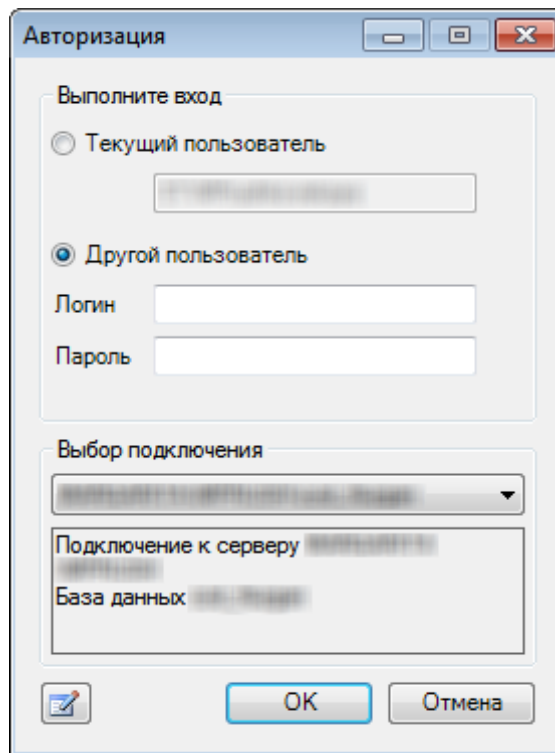 Авторизация
Выполните вход
Текущий пользователь
Другой пользователь
Логин
Пароль
Выбор подключения
Подключение к серверу
База данных
OK
Отмена